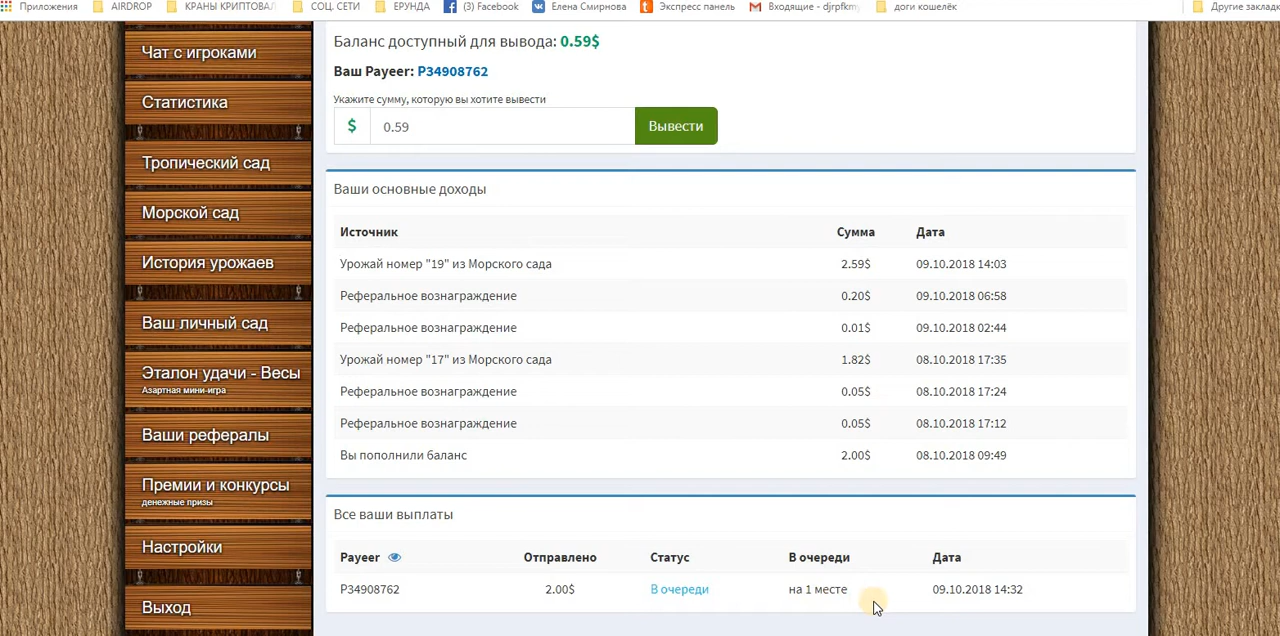 Приложения AIRDROP КРАНЫ КРИПТОВАЛ СОЦ. СЕТИ ЕРУНДА (3) Facebook Елена Смирнова Экспресс панель Входящие - djrpfkmy доги кошелёк Другие заклад
Чат с игроками
Статистика
Тропический сад
Морской сад
История урожаев
Ваш личный сад
Эталон удачи - Весы
Азартная мини-игра
Ваши рефералы
Премии и конкурсы
денежные призы
Настройки
Выход
Баланс доступный для вывода: 0.59$
Ваш Payeer: P34908762
Укажите сумму, которую вы хотите вывести
$ 0.59 Вывести
Ваши основные доходы
Источник Сумма Дата
Урожай номер "19" из Морского сада 2.59$ 09.10.2018 14:03
Реферальное вознаграждение 0.20$ 09.10.2018 06:58
Реферальное вознаграждение 0.01$ 09.10.2018 02:44
Урожай номер "17" из Морского сада 1.82$ 08.10.2018 17:35
Реферальное вознаграждение 0.05$ 08.10.2018 17:24
Реферальное вознаграждение 0.05$ 08.10.2018 17:12
Вы пополнили баланс 2.00$ 08.10.2018 09:49
Все ваши выплаты
Payeer Отправлено Статус В очереди Дата
P34908762 2.00$ В очереди на 1 месте 09.10.2018 14:32